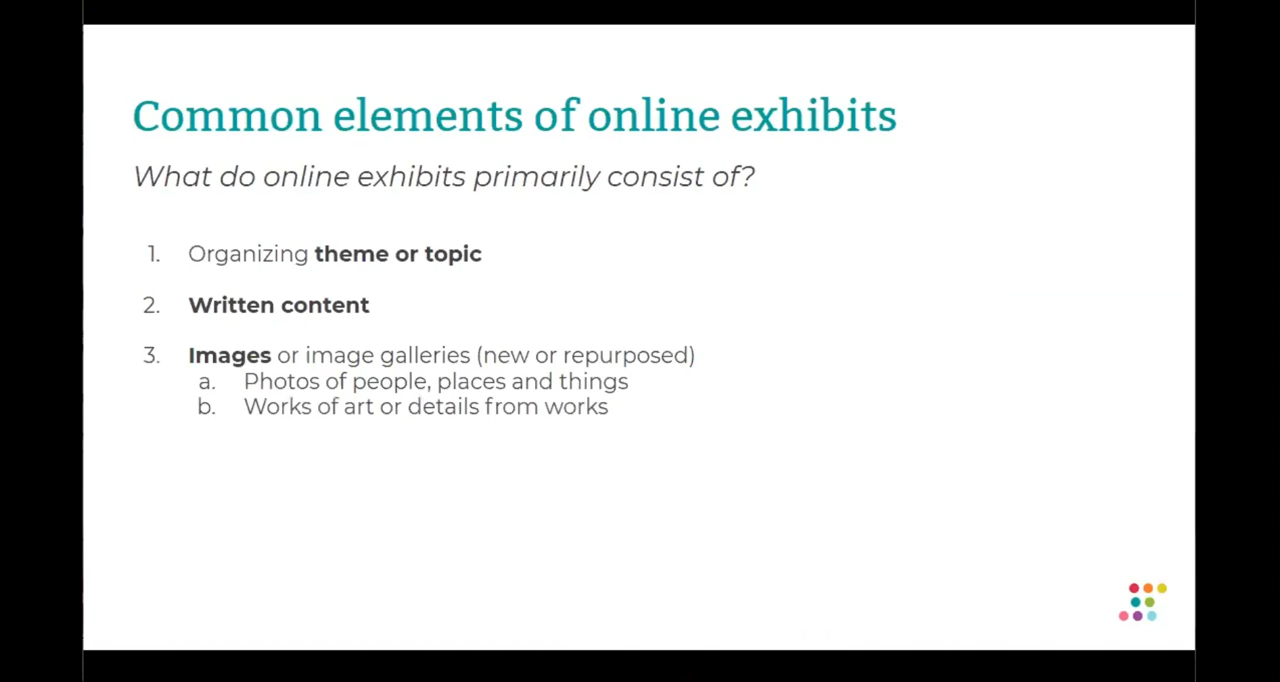 Common elements of online exhibits
What do online exhibits primarily consist of?
1. Organizing theme or topic
2. Written content
3. Images or image galleries (new or repurposed)
a. Photos of people, places and things
b. Works of art or details from works